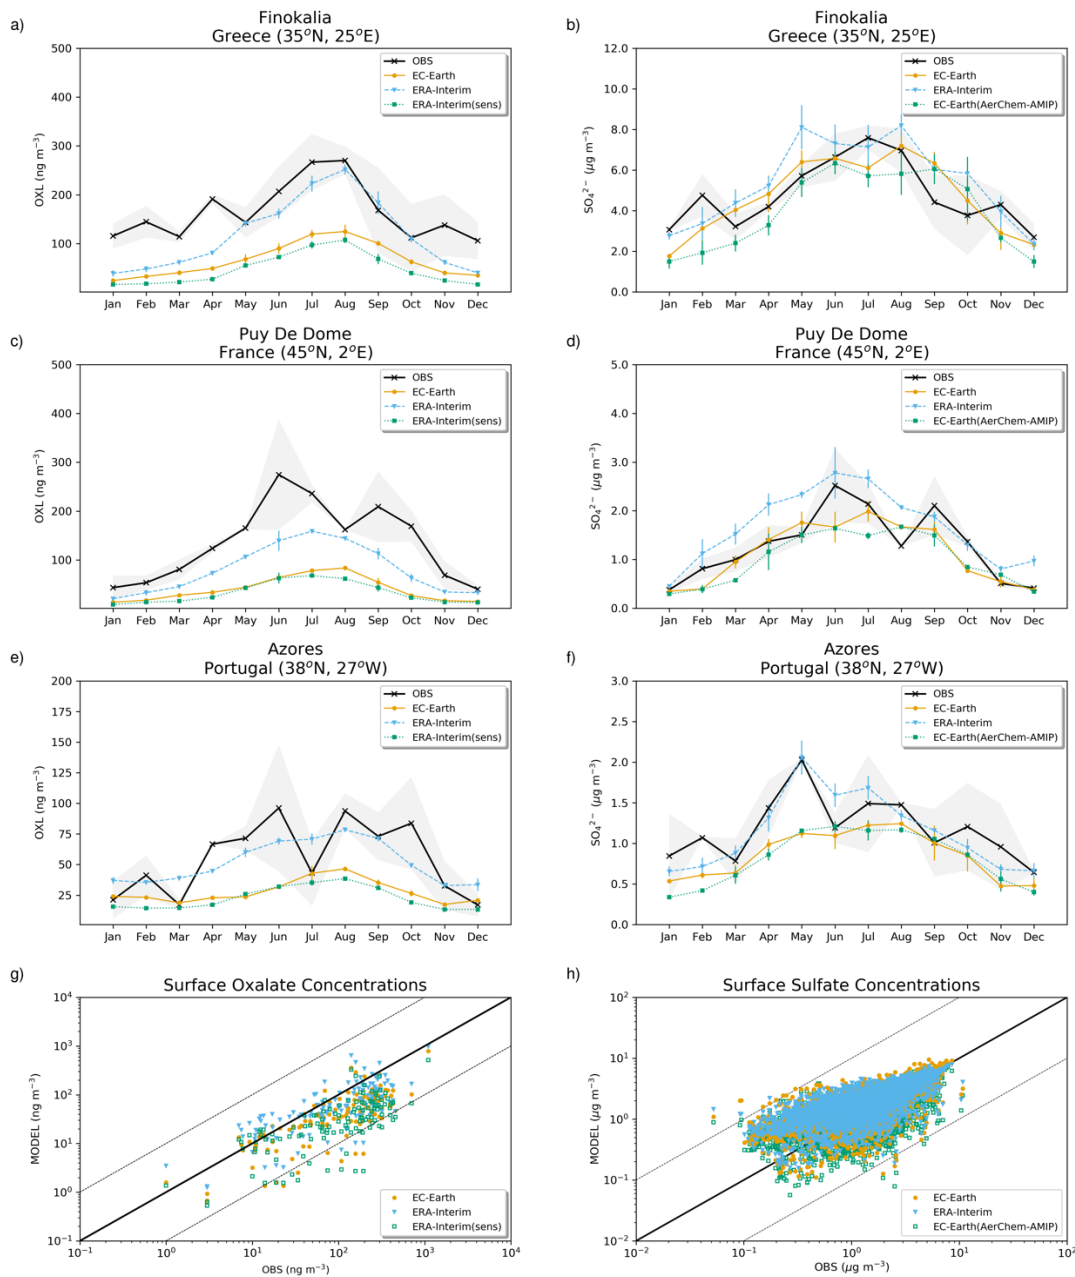 a)
Finokalia
Greece (35°N, 25°E)
500
400
300
200
100
OXL (ng m⁻³)
OBS
EC-Earth
ERA-Interim
ERA-Interim(sens)
Jan Feb Mar Apr May Jun Jul Aug Sep Oct Nov Dec
b)
Finokalia
Greece (35°N, 25°E)
12.0
10.0
8.0
6.0
4.0
2.0
0.0
SO₄²⁻ (μg m⁻³)
OBS
EC-Earth
ERA-Interim
EC-Earth(AerChem-AMIP)
Jan Feb Mar Apr May Jun Jul Aug Sep Oct Nov Dec
c)
Puy De Dome
France (45°N, 2°E)
500
400
300
200
100
OXL (ng m⁻³)
OBS
EC-Earth
ERA-Interim
ERA-Interim(sens)
Jan Feb Mar Apr May Jun Jul Aug Sep Oct Nov Dec
d)
Puy De Dome
France (45°N, 2°E)
5.0
4.0
3.0
2.0
1.0
0.0
SO₄²⁻ (μg m⁻³)
OBS
EC-Earth
ERA-Interim
EC-Earth(AerChem-AMIP)
Jan Feb Mar Apr May Jun Jul Aug Sep Oct Nov Dec
e)
Azores
Portugal (38°N, 27°W)
200
175
150
125
100
75
50
25
OXL (ng m⁻³)
OBS
EC-Earth
ERA-Interim
ERA-Interim(sens)
Jan Feb Mar Apr May Jun Jul Aug Sep Oct Nov Dec
f)
Azores
Portugal (38°N, 27°W)
3.0
2.5
2.0
1.5
1.0
0.5
0.0
SO₄²⁻ (μg m⁻³)
OBS
EC-Earth
ERA-Interim
EC-Earth(AerChem-AMIP)
Jan Feb Mar Apr May Jun Jul Aug Sep Oct Nov Dec
g)
Surface Oxalate Concentrations
10⁴
10³
10²
10¹
10⁰
10⁻¹
MODEL (ng m⁻³)
EC-Earth
ERA-Interim
ERA-Interim(sens)
10⁻¹ 10⁰ 10¹ 10² 10³ 10⁴
OBS (ng m⁻³)
h)
Surface Sulfate Concentrations
10²
10¹
10⁰
10⁻¹
10⁻²
MODEL (μg m⁻³)
EC-Earth
ERA-Interim
EC-Earth(AerChem-AMIP)
10⁻² 10⁻¹ 10⁰ 10¹ 10²
OBS (μg m⁻³)